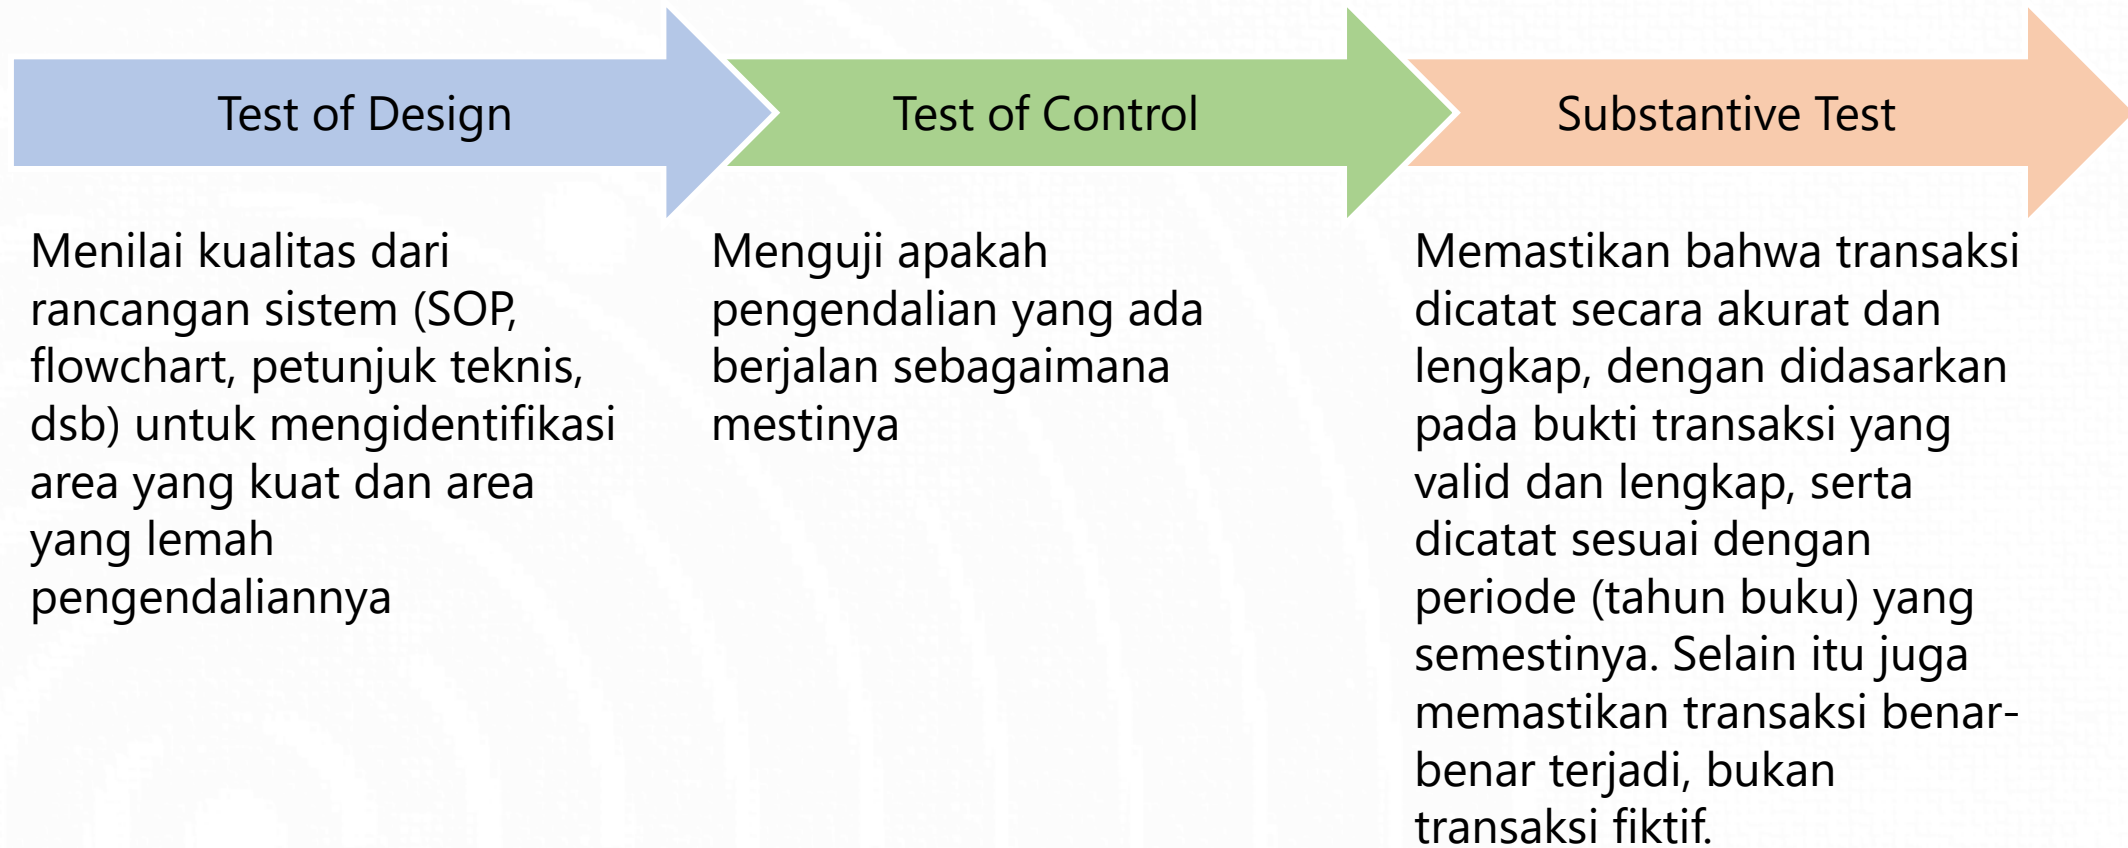 Test of Design
Test of Control
Substantive Test
Menilai kualitas dari
rancangan sistem (SOP,
flowchart, petunjuk teknis,
dsb) untuk mengidentifikasi
area yang kuat dan area
yang lemah
pengendaliannya
Menguji apakah
pengendalian yang ada
berjalan sebagaimana
mestinya
Memastikan bahwa transaksi
dicatat secara akurat dan
lengkap, dengan didasarkan
pada bukti transaksi yang
valid dan lengkap, serta
dicatat sesuai dengan
periode (tahun buku) yang
semestinya. Selain itu juga
memastikan transaksi benar-
benar terjadi, bukan
transaksi fiktif.